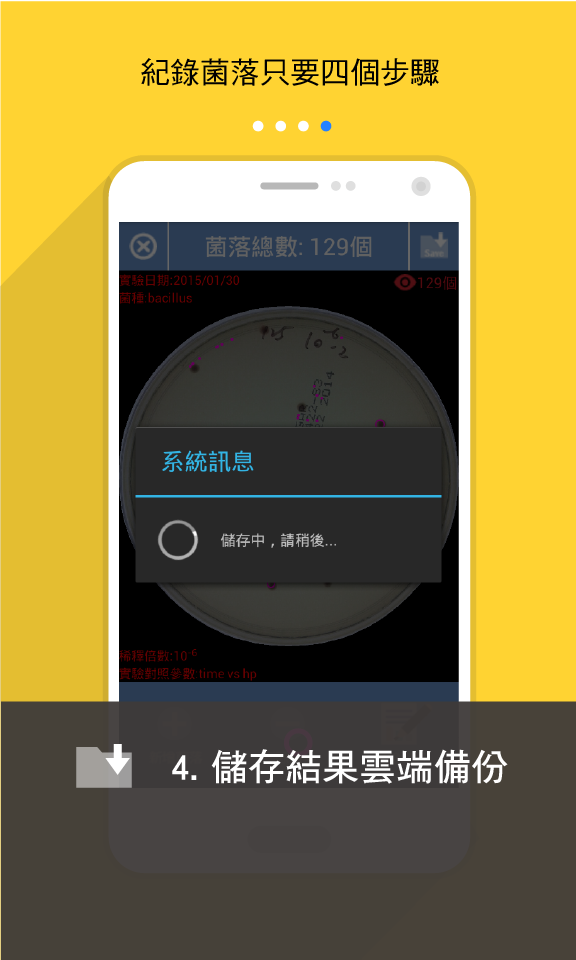 紀錄菌落只要四個步驟
菌落總數: 129個
Save
實驗日期:2015/01/30
129個
菌種:bacillus
10⁻⁶
系統訊息
儲存中，請稍後...
稀釋倍數:10⁻⁶
實驗對照參數:time vs hp
4. 儲存結果雲端備份